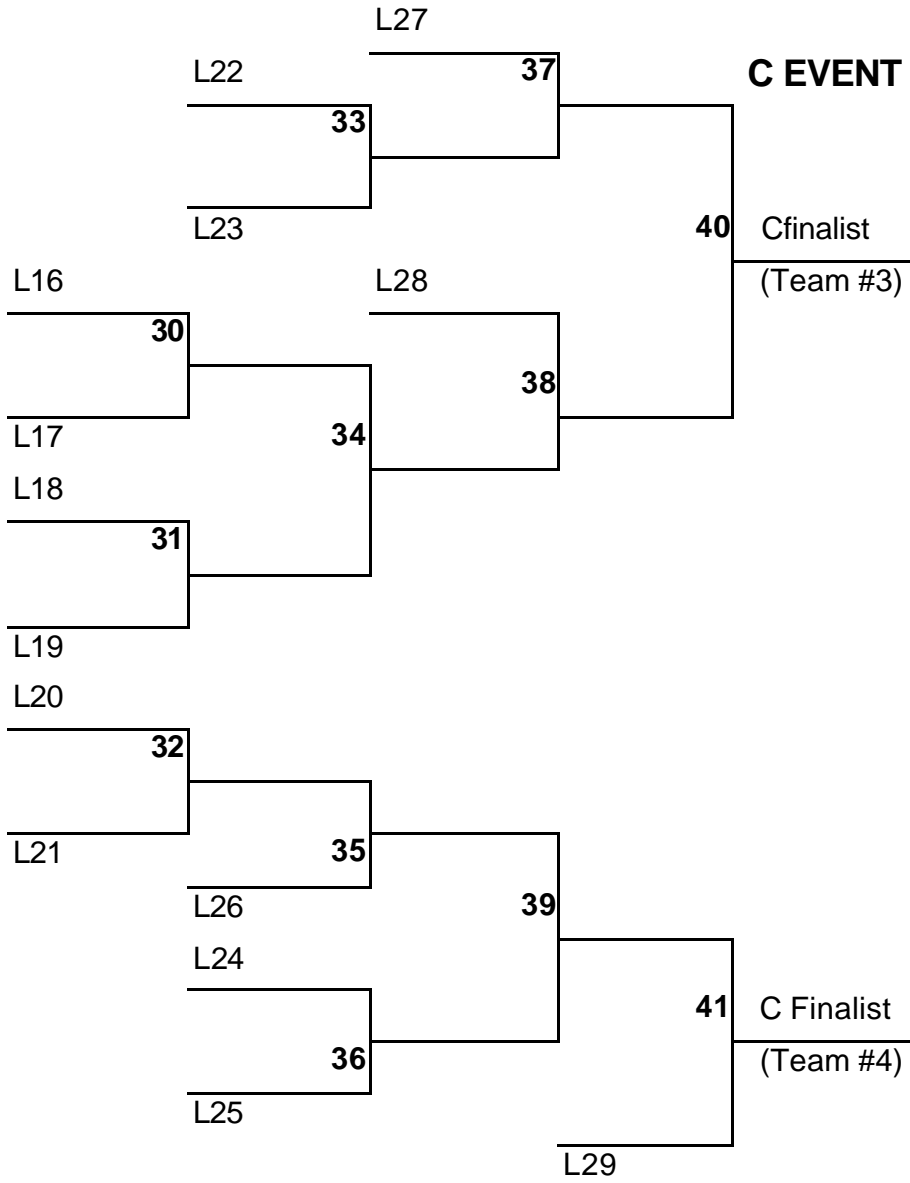 L27
L22
37
C EVENT
33
L23
40
Cfinalist
L16
L28
(Team #3)
30
38
L17
34
L18
31
L19
L20
32
L21
35
L26
39
L24
41
C Finalist
36
(Team #4)
L25
L29